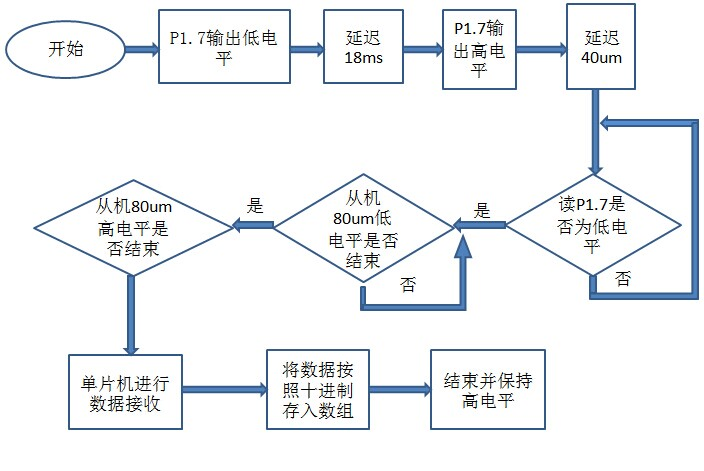 开始
P1.7输出低电
平
延迟
18ms
P1.7输
出高电
平
延迟
40um
读P1.7是
否为低电
平
是
否
从机
80um低
电平是否
结束
是
否
从机80um
高电平是
否结束
单片机进行
数据接收
将数据按
照十进制
存入数组
结束并保持
高电平